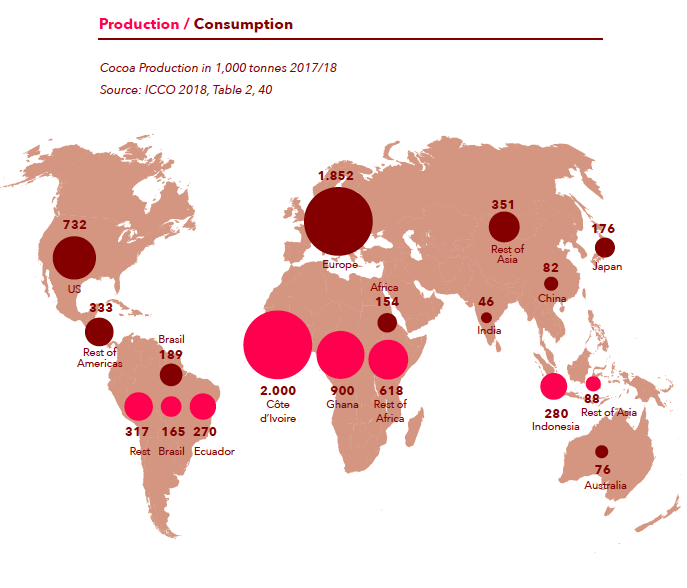 Production / Consumption
Cocoa Production in 1,000 tonnes 2017/18
Source: ICCO 2018, Table 2, 40
1.852
Europe
732
US
351
Rest of
Asia
176
Japan
82
China
46
India
Africa
154
333
Rest of
Americas
Brasil
189
2.000
Côte
d'Ivoire
900
Ghana
618
Rest of
Africa
317
Rest
165
Brasil
270
Ecuador
280
Indonesia
88
Rest of Asia
76
Australia